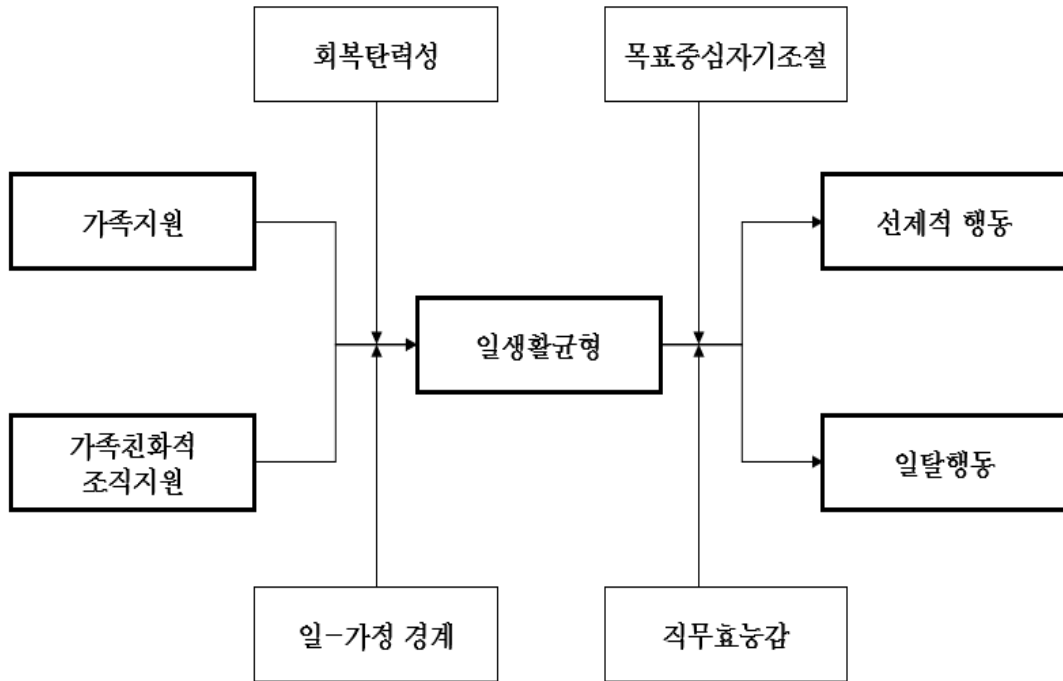 회복탄력성
목표중심자기조절
가족지원
선제적 행동
일생활균형
가족친화적
조직지원
일탈행동
일-가정 경계
직무효능감